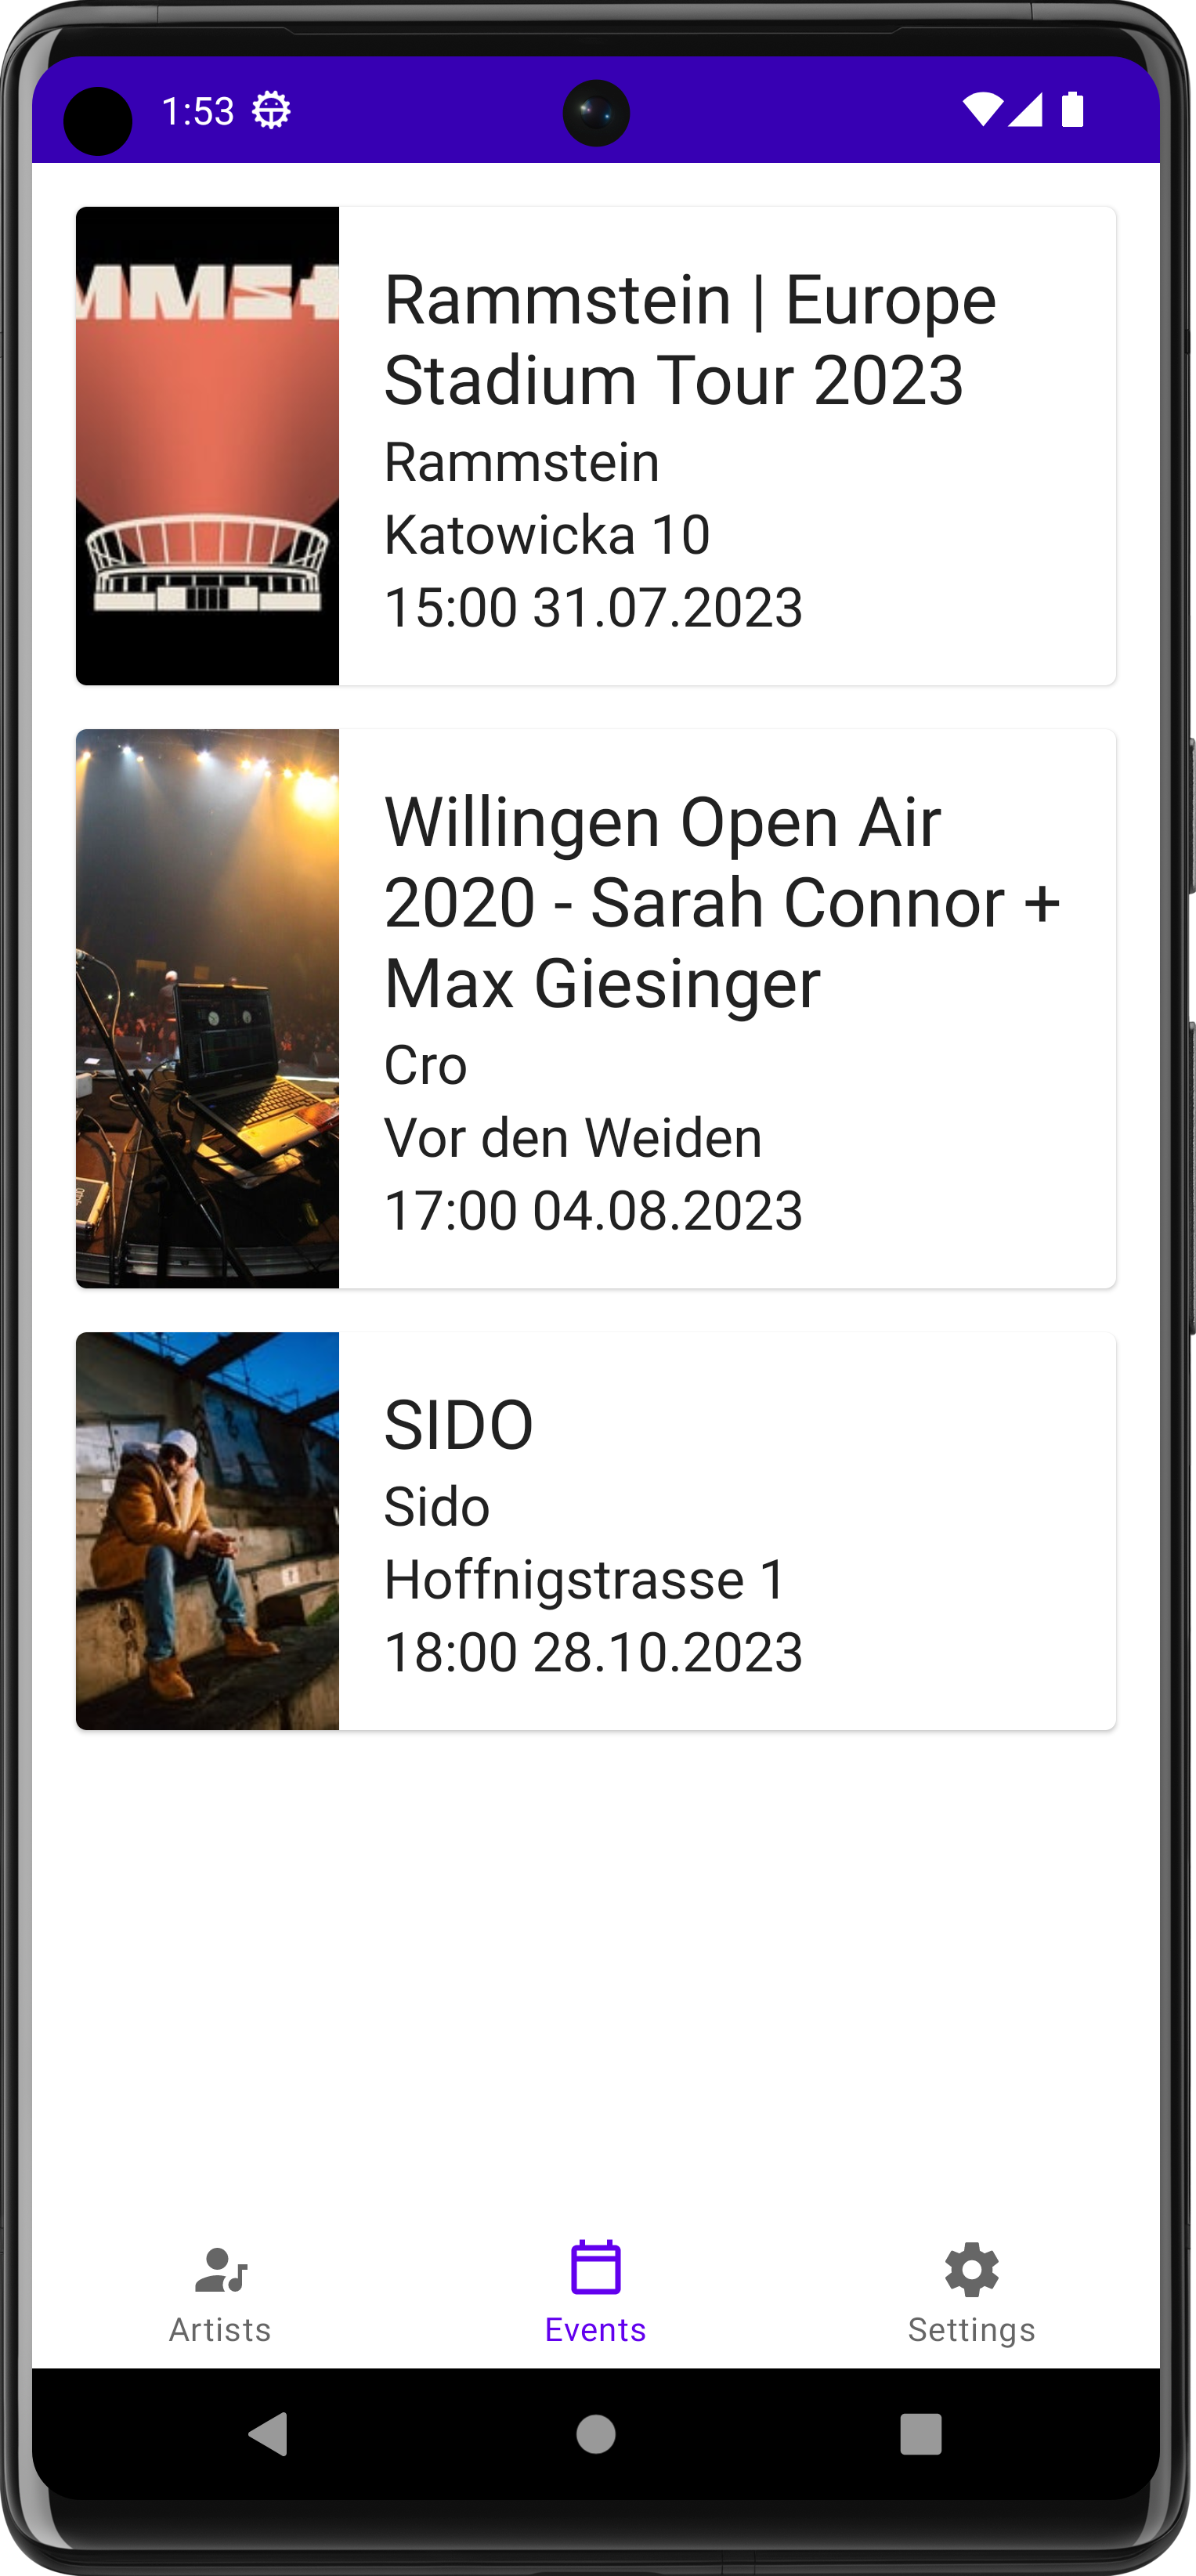 1:53
MMSt
Rammstein | Europe
Stadium Tour 2023
Rammstein
Katowicka 10
15:00 31.07.2023
Willingen Open Air
2020 - Sarah Connor +
Max Giesinger
Cro
Vor den Weiden
17:00 04.08.2023
SIDO
Sido
Hoffnigstrasse 1
18:00 28.10.2023
Artists
Events
Settings